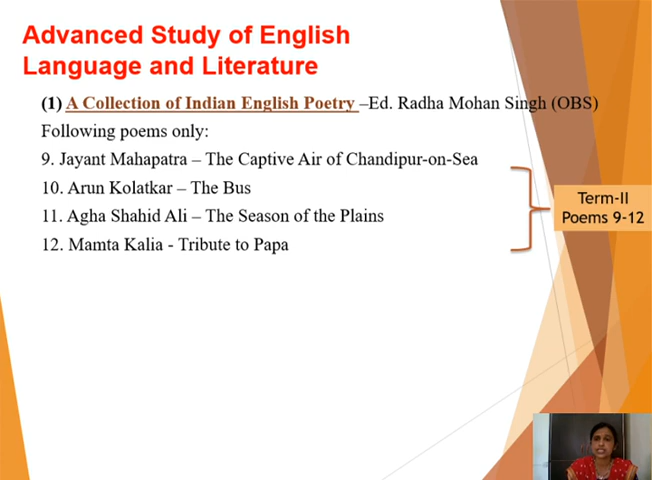 Advanced Study of English
Language and Literature
(1) A Collection of Indian English Poetry –Ed. Radha Mohan Singh (OBS)
Following poems only:
9. Jayant Mahapatra – The Captive Air of Chandipur-on-Sea
10. Arun Kolatkar – The Bus
11. Agha Shahid Ali – The Season of the Plains
12. Mamta Kalia - Tribute to Papa
Term-II
Poems 9-12